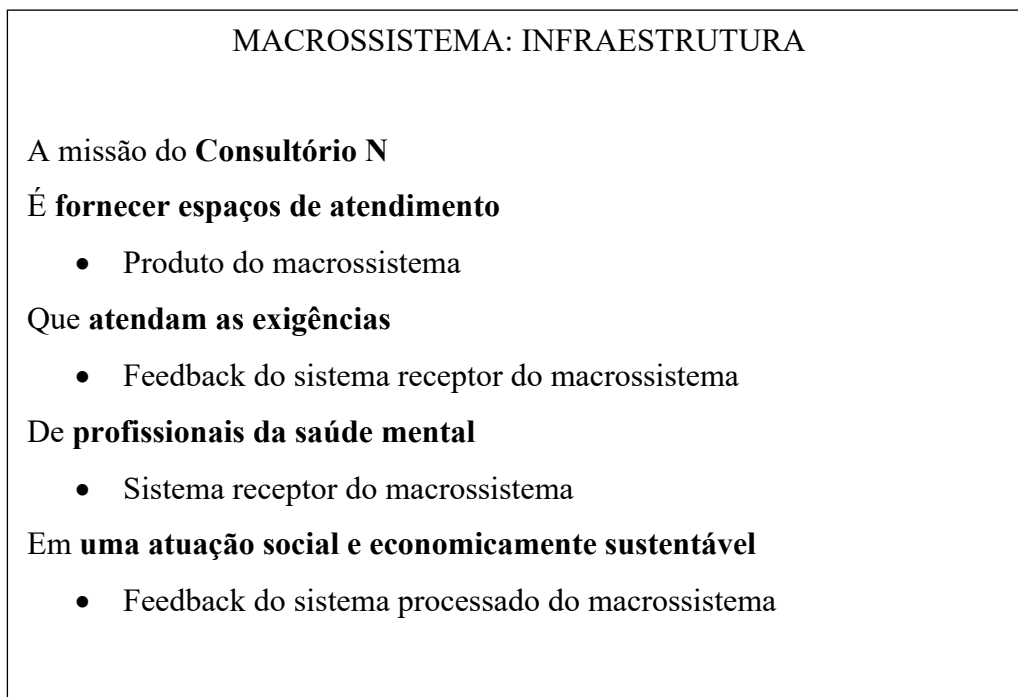 MACROSSISTEMA: INFRAESTRUTURA
A missão do Consultório N
É fornecer espaços de atendimento
• Produto do macrossistema
Que atendam as exigências
• Feedback do sistema receptor do macrossistema
De profissionais da saúde mental
• Sistema receptor do macrossistema
Em uma atuação social e economicamente sustentável
• Feedback do sistema processado do macrossistema